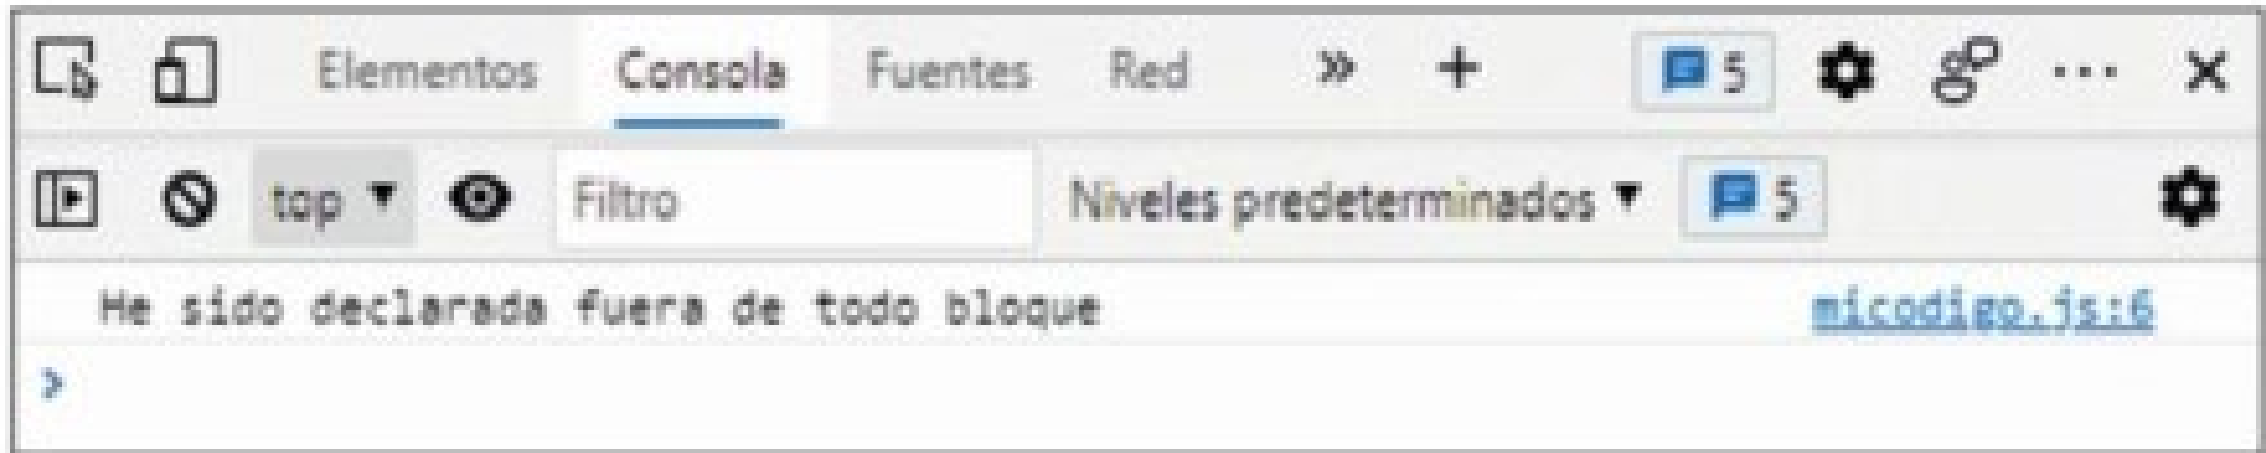 Elementos Consola Fuentes Red 5
top Filtro Niveles predeterminados 5
He sido declarada fuera de todo bloque micodigo.js:6